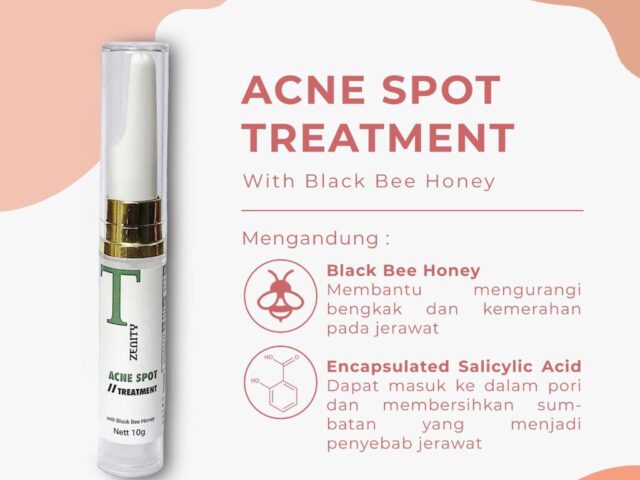 ACNE SPOT
TREATMENT
With Black Bee Honey
Mengandung :
Black Bee Honey
Membantu mengurangi
bengkak dan kemerahan
pada jerawat
HO
O
HO
Encapsulated Salicylic Acid
Dapat masuk ke dalam pori
dan membersihkan sum-
batan yang menjadi
penyebab jerawat
T
ZENITY
ACNE SPOT
// TREATMENT
with Black Bee Honey
Nett 10g